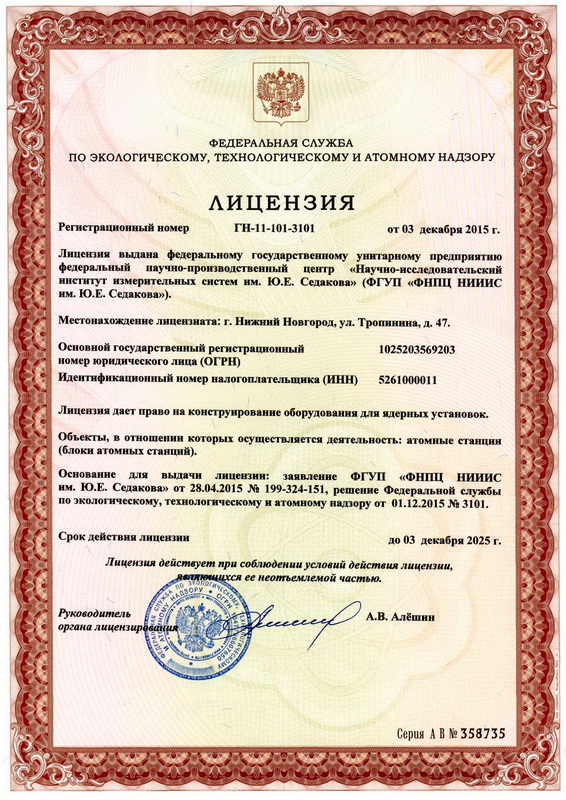 ФЕДЕРАЛЬНАЯ СЛУЖБА
ПО ЭКОЛОГИЧЕСКОМУ, ТЕХНОЛОГИЧЕСКОМУ И АТОМНОМУ НАДЗОРУ
ЛИЦЕНЗИЯ
Регистрационный номер ГН-11-101-3101 от 03 декабря 2015 г.
Лицензия выдана федеральному государственному унитарному предприятию
федеральный научно-производственный центр «Научно-исследовательский
институт измерительных систем им. Ю.Е. Седакова» (ФГУП «ФНПЦ НИИИС
им. Ю.Е. Седакова»).
Местонахождение лицензиата: г. Нижний Новгород, ул. Тропинина, д. 47.
Основной государственный регистрационный 1025203569203
номер юридического лица (ОГРН)
Идентификационный номер налогоплательщика (ИНН) 5261000011
Лицензия дает право на конструирование оборудования для ядерных установок.
Объекты, в отношении которых осуществляется деятельность: атомные станции
(блоки атомных станций).
Основание для выдачи лицензии: заявление ФГУП «ФНПЦ НИИИС
им. Ю.Е. Седакова» от 28.04.2015 № 199-324-151, решение Федеральной службы
по экологическому, технологическому и атомному надзору от 01.12.2015 № 3101.
Срок действия лицензии до 03 декабря 2025 г.
Лицензия действует при соблюдении условий действия лицензии,
являющихся ее неотъемлемой частью.
Руководитель А.В. Алёшин
органа лицензирования
ФЕДЕРАЛЬНАЯ СЛУЖБА ПО ЭКОЛОГИЧЕСКОМУ, ТЕХНОЛОГИЧЕСКОМУ И АТОМНОМУ НАДЗОРУ
Серия А В № 358735